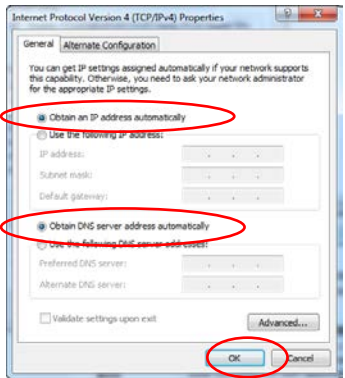 Internet Protocol Version 4 (TCP/IPv4) Properties
General
Alternate Configuration
You can get IP settings assigned automatically if your network supports
this capability. Otherwise, you need to ask your network administrator
for the appropriate IP settings.
Obtain an IP address automatically
Use the following IP address:
IP address:
Subnet mask:
Default gateway:
Obtain DNS server address automatically
Use the following DNS server addresses:
Preferred DNS server:
Alternate DNS server:
Validate settings upon exit
Advanced...
OK
Cancel